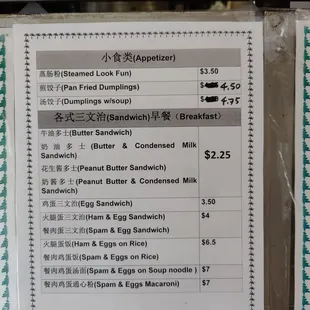 小食类(Appetizer)
蒸肠粉(Steamed Look Fun) $3.50
煎饺子(Pan Fried Dumplings) $ 4.50
汤饺子(Dumplings w/soup) $ 4.75
各式三文治(Sandwich)早餐（Breakfast)
牛油多士(Butter Sandwich)
奶油多士(Butter & Condensed Milk
Sandwich)
$2.25
花生酱多士(Peanut Butter Sandwich)
奶酱多士(Peanut Butter & Condensed Milk
Sandwich)
鸡蛋三文治(Egg Sandwich) 3.50
火腿蛋三文治(Ham & Egg Sandwich) $4
餐肉蛋三文治(Spam & Egg Sandwich)
火腿蛋饭(Ham & Eggs on Rice) $6.5
餐肉鸡蛋饭(Spam & Eggs on Rice)
餐肉鸡蛋汤面(Spam & Eggs on Soup noodle ) $7
餐肉鸡蛋通心粉(Spam & Eggs Macaroni) $7